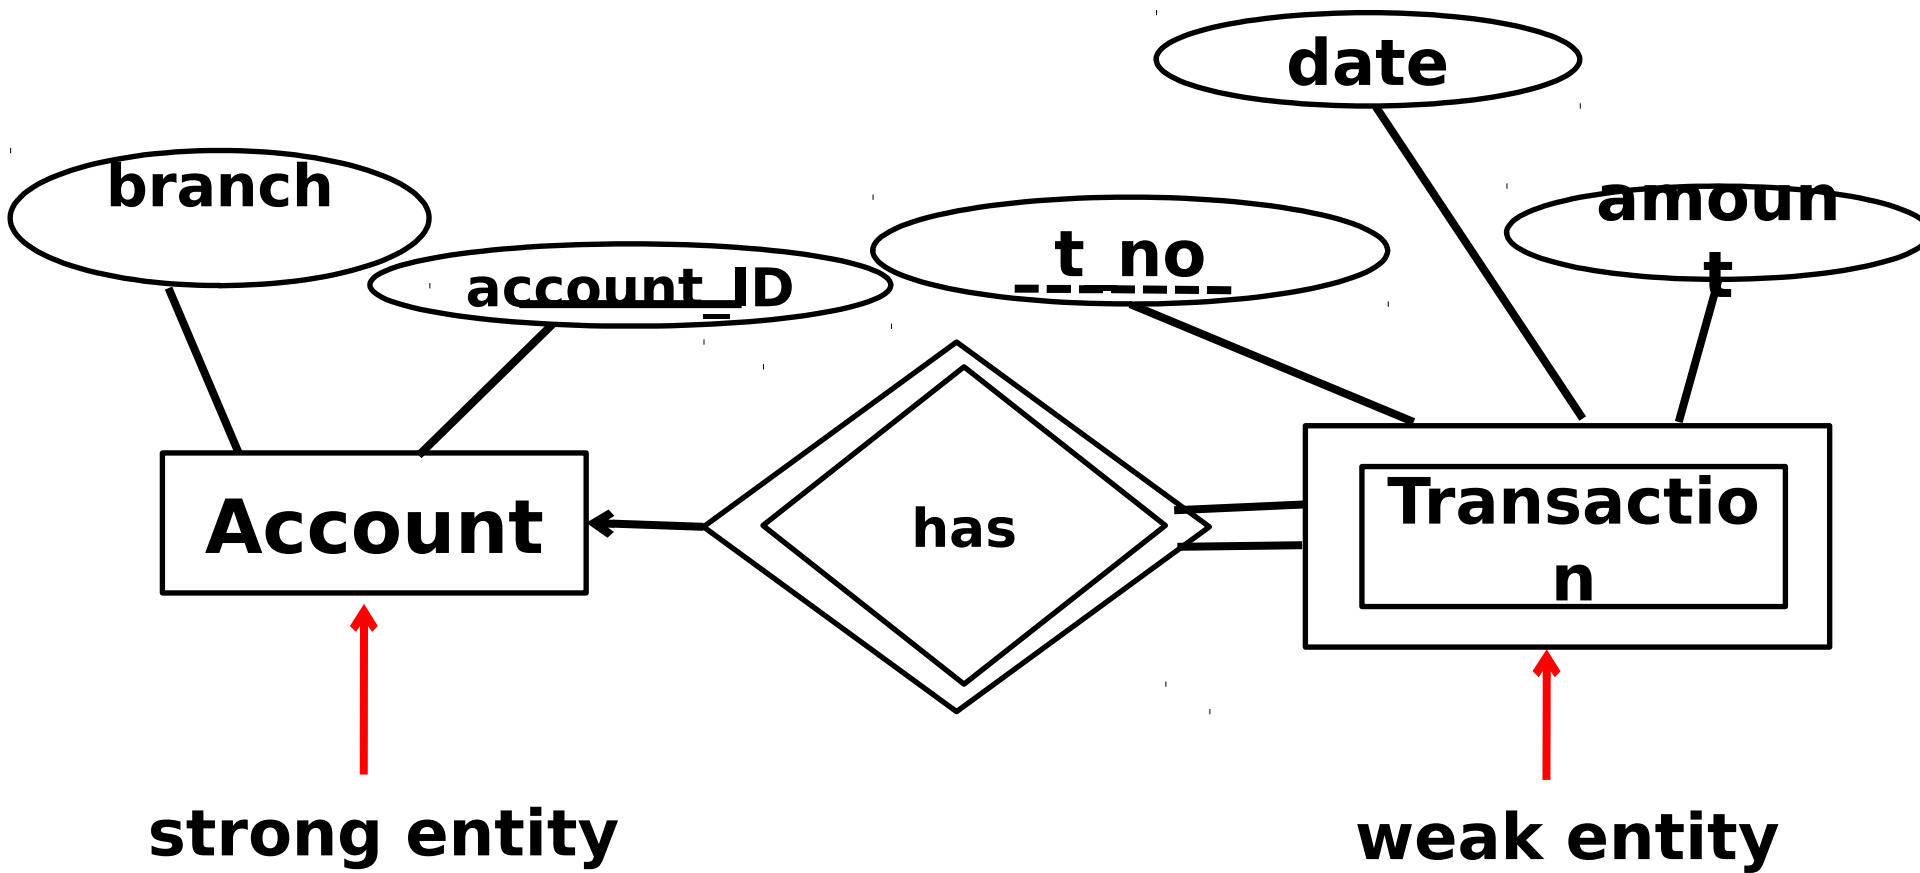 date
branch
amoun
t
t_no
account_ID
Account
has
Transactio
n
strong entity
weak entity